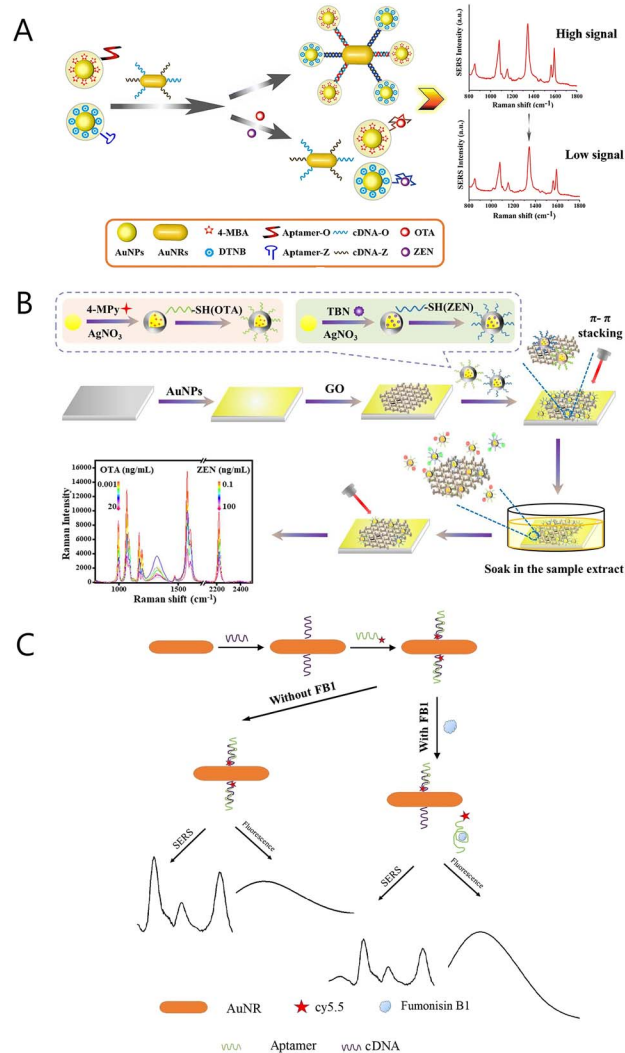 A
SERS Intensity (a.u.)
High signal
800 1000 1200 1400 1600 1800
Raman shift (cm-1)
SERS Intensity (a.u.)
Low signal
800 1000 1200 1400 1600 1800
Raman shift (cm-1)
OTA
ZEN
AuNPs
AuNRs
4-MBA
DTNB
Aptamer-O
Aptamer-Z
cDNA-O
cDNA-Z
OTA
ZEN
B
4-MPy
AgNO3
-SH(OTA)
TBN
AgNO3
-SH(ZEN)
π- π
stacking
AuNPs
GO
Soak in the sample extract
Raman Intensity
16000
14000
12000
10000
8000
6000
4000
2000
0
OTA (ng/mL)
0.001
20
ZEN (ng/mL)
0.1
100
1000 1500 2200 2400
Raman shift (cm-1)
C
Without FB1
With FB1
SERS
Fluorescence
SERS
Fluorescence
AuNR
cy5.5
Fumonisin B1
Aptamer
cDNA